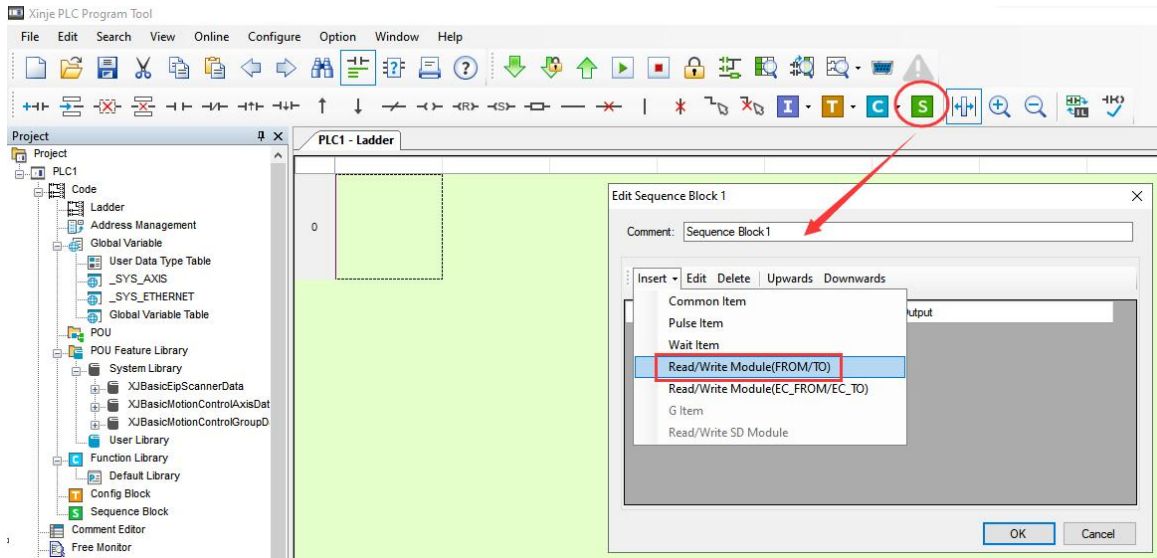 Xinje PLC Program Tool
File Edit Search View Online Configure Option Window Help
I T C S
Project
PLC1 - Ladder
Project
PLC1
Code
Ladder
Address Management
Global Variable
User Data Type Table
_SYS_AXIS
_SYS_ETHERNET
Global Variable Table
POU
POU Feature Library
System Library
XJBasicEipScannerData
XJBasicMotionControlAxisDat
XJBasicMotionControlGroupD
User Library
Function Library
Default Library
Config Block
Sequence Block
Comment Editor
Free Monitor
0
Edit Sequence Block 1
Comment: Sequence Block1
Insert Edit Delete Upwards Downwards
Common Item
Pulse Item
Wait Item
Read/Write Module(FROM/TO)
Read/Write Module(EC_FROM/EC_TO)
G Item
Read/Write SD Module
OK Cancel